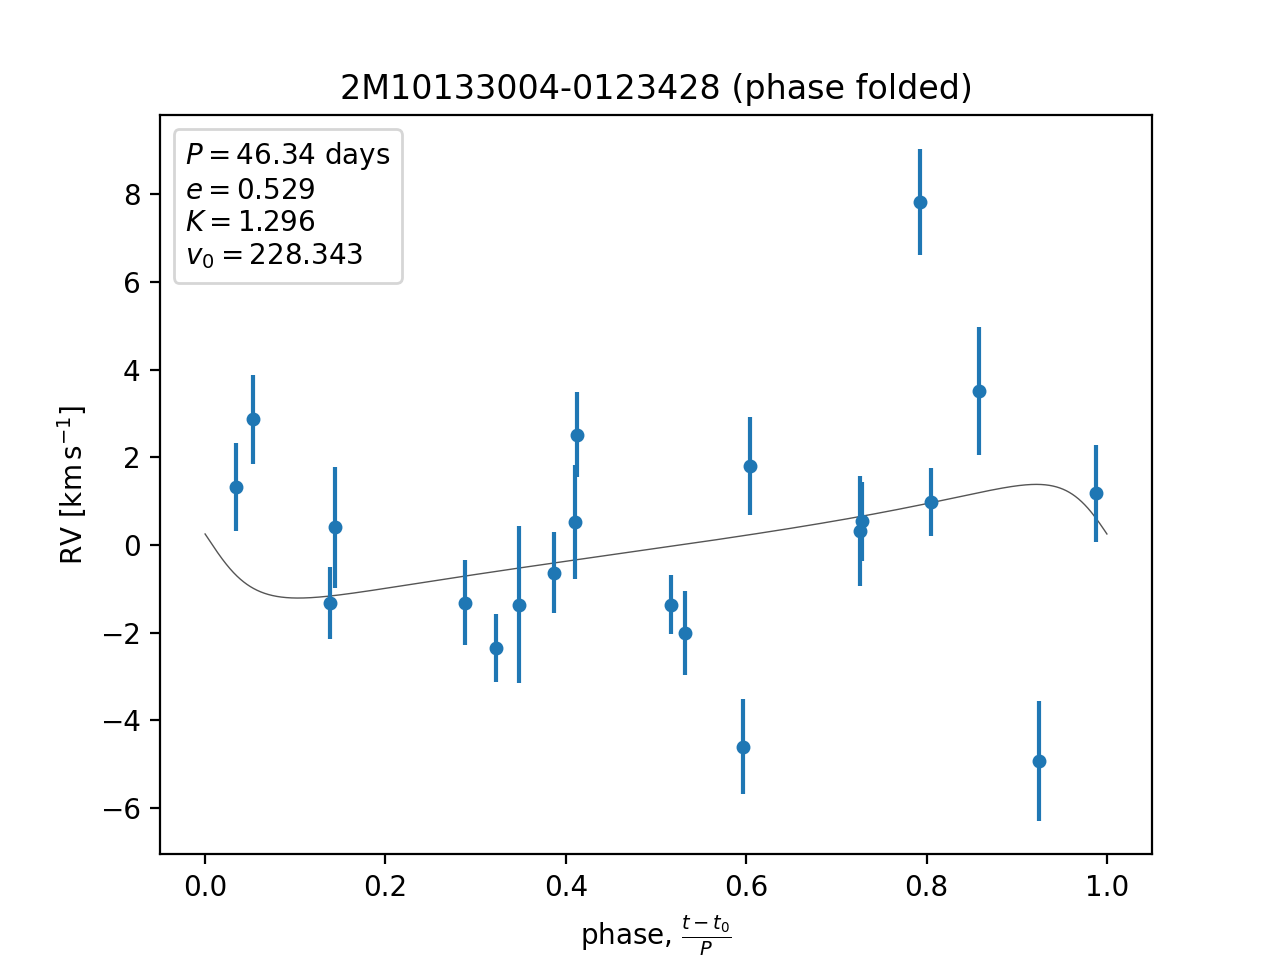 2M10133004-0123428 (phase folded)
P = 46.34 days
e = 0.529
K = 1.296
v₀ = 228.343
8
6
4
2
0
−2
−4
−6
RV [km s⁻¹]
0.0 0.2 0.4 0.6 0.8 1.0
phase, (t − t₀)/P